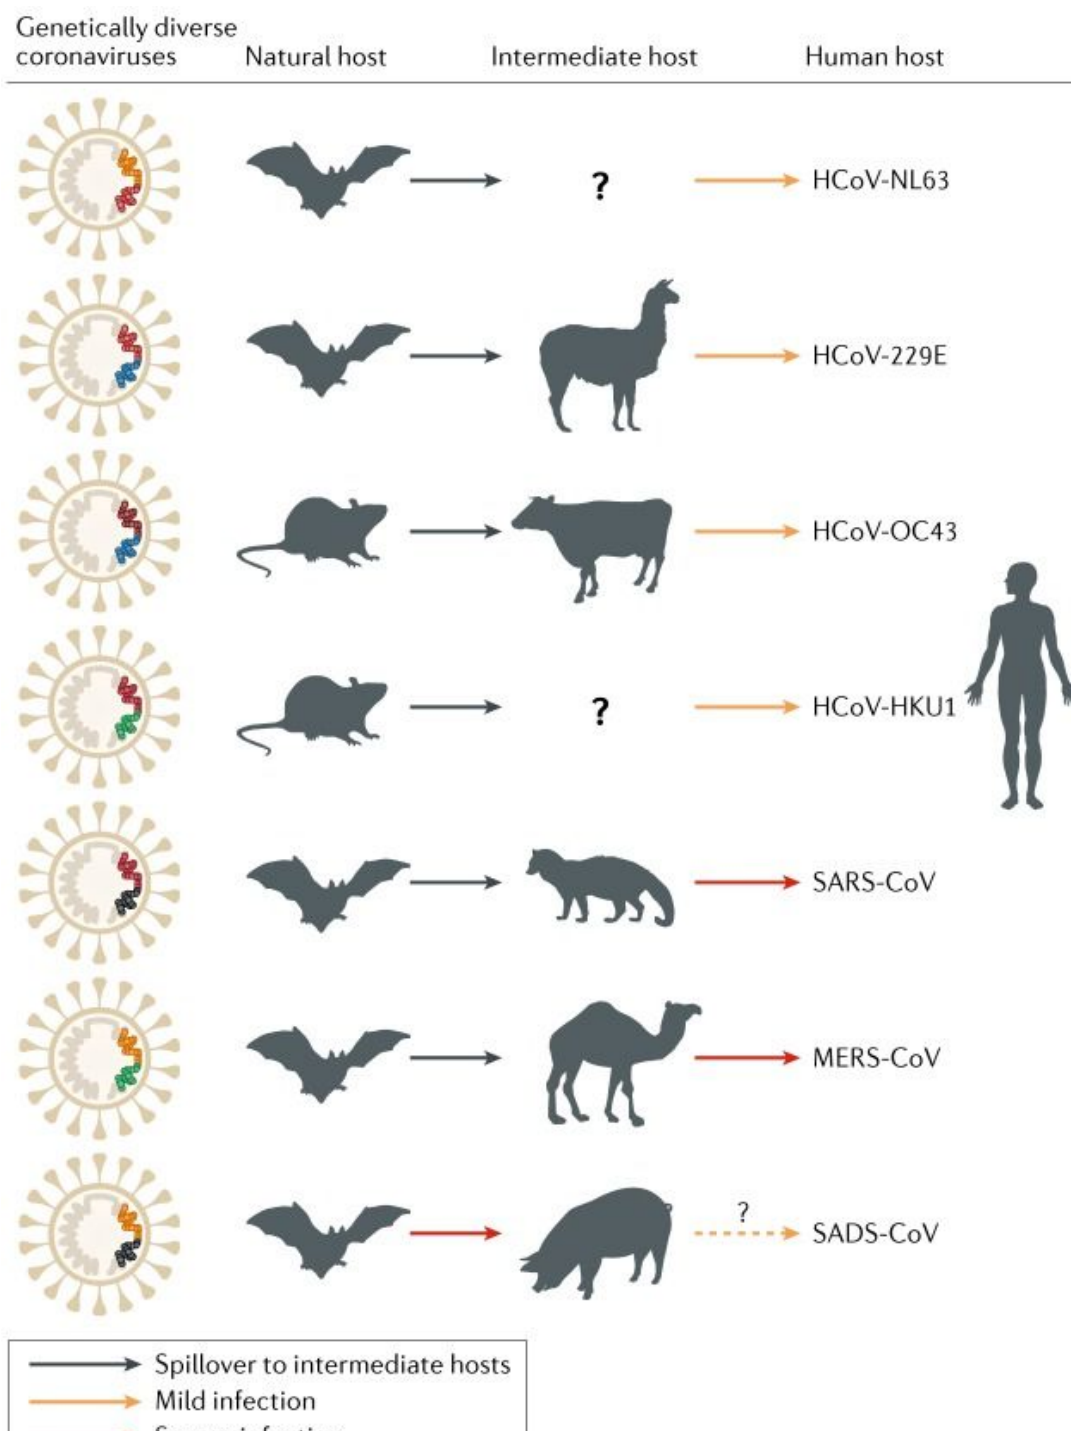 Genetically diverse
coronaviruses
Natural host
Intermediate host
Human host
?
HCoV-NL63
HCoV-229E
HCoV-OC43
?
HCoV-HKU1
SARS-CoV
MERS-CoV
?
SADS-CoV
Spillover to intermediate hosts
Mild infection